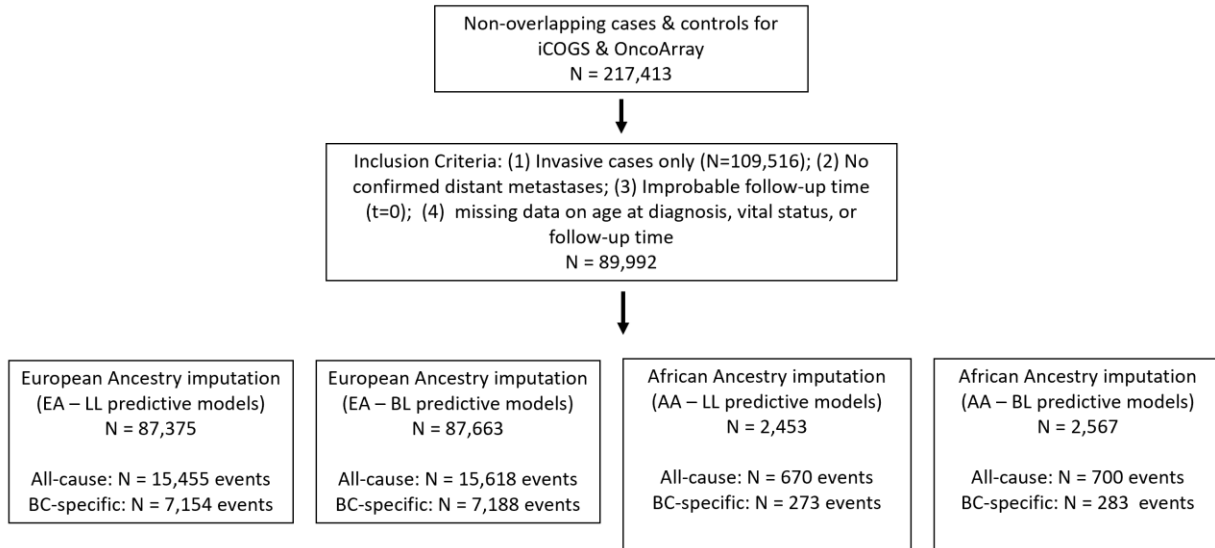 Non-overlapping cases & controls for
iCOGS & OncoArray
N = 217,413
Inclusion Criteria: (1) Invasive cases only (N=109,516); (2) No
confirmed distant metastases; (3) Improbable follow-up time
(t=0); (4) missing data on age at diagnosis, vital status, or
follow-up time
N = 89,992
European Ancestry imputation
(EA – LL predictive models)
N = 87,375
All-cause: N = 15,455 events
BC-specific: N = 7,154 events
European Ancestry imputation
(EA – BL predictive models)
N = 87,663
All-cause: N = 15,618 events
BC-specific: N = 7,188 events
African Ancestry imputation
(AA – LL predictive models)
N = 2,453
All-cause: N = 670 events
BC-specific: N = 273 events
African Ancestry imputation
(AA – BL predictive models)
N = 2,567
All-cause: N = 700 events
BC-specific: N = 283 events